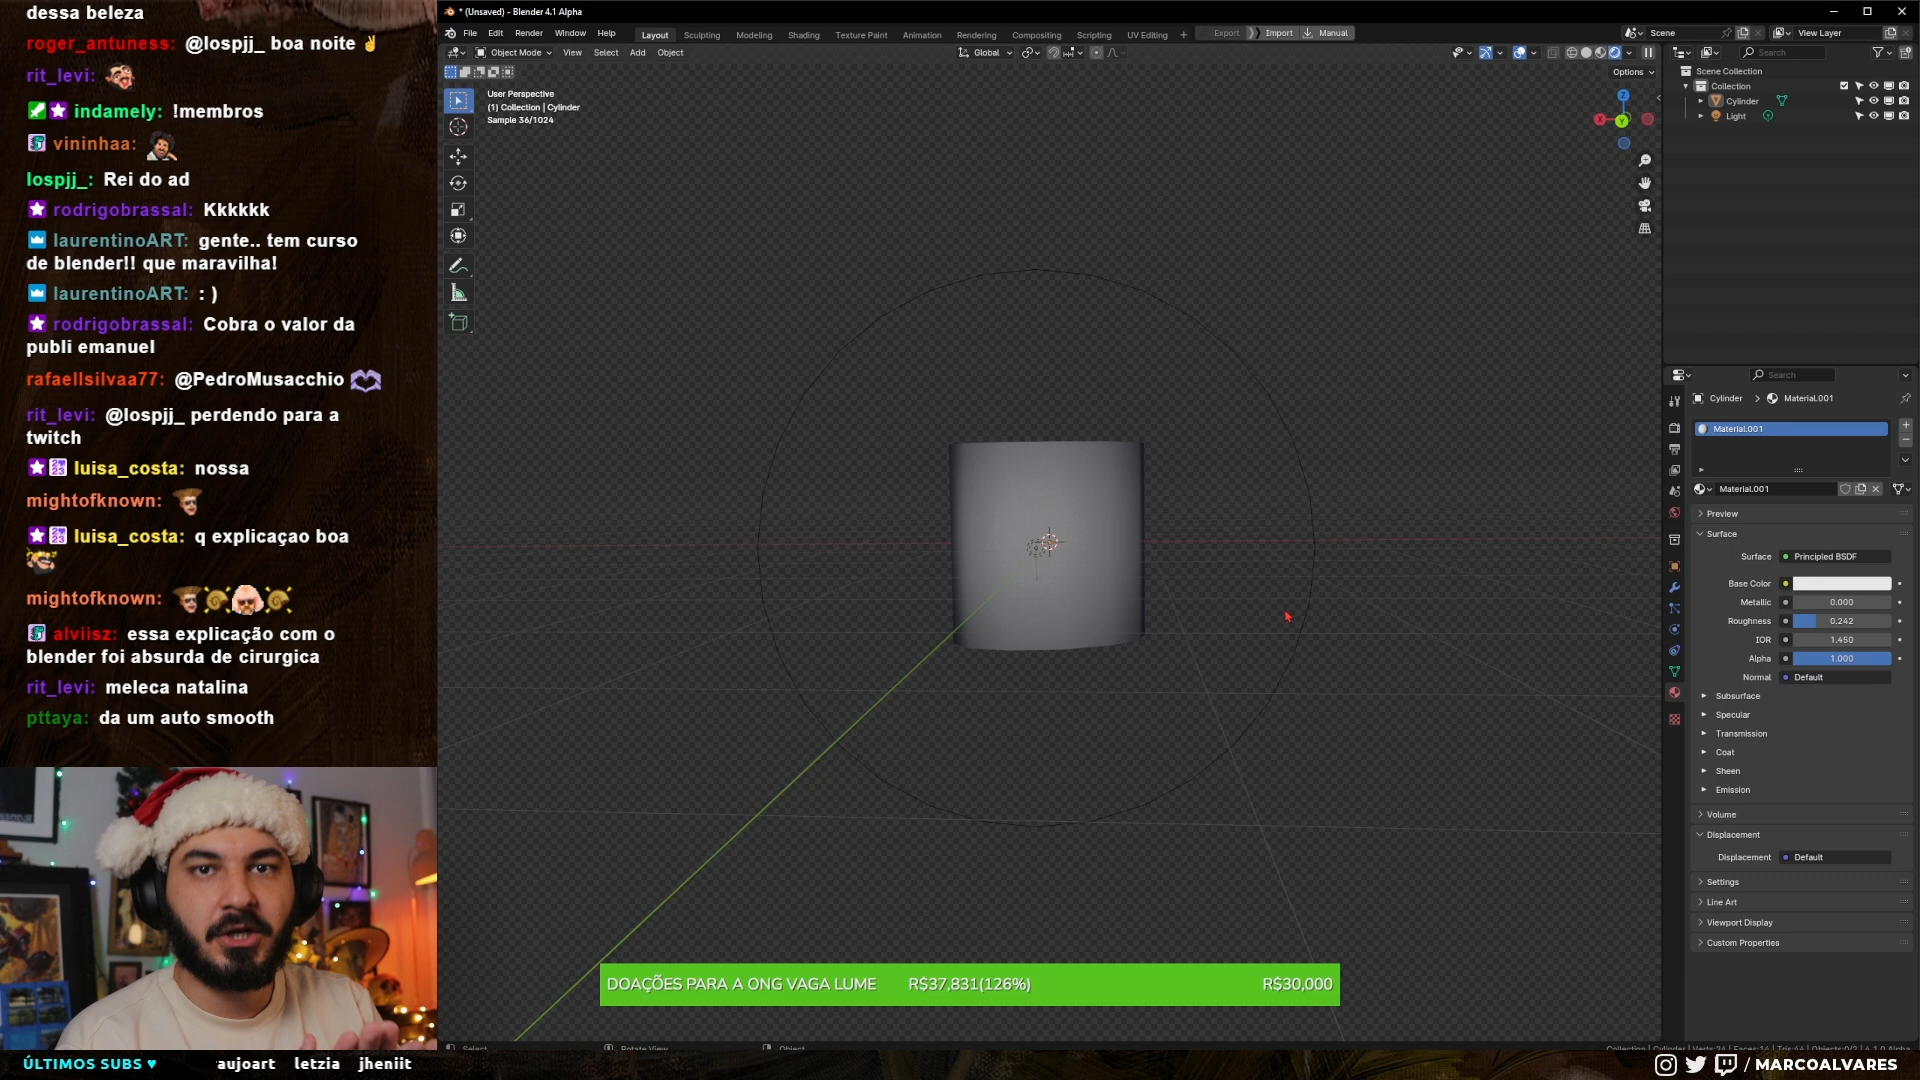 dessa beleza
roger_antuness: @lospjj_ boa noite
rit_levi:
indamely: !membros
vininhaa:
lospjj_: Rei do ad
rodrigobrassal: Kkkkkk
laurentinoART: gente.. tem curso
de blender!! que maravilha!
laurentinoART: : )
rodrigobrassal: Cobra o valor da
publi emanuel
rafaellsilvaa77: @PedroMusacchio
rit_levi: @lospjj_ perdendo para a
twitch
luisa_costa: nossa
mightofknown:
luisa_costa: q explicaçao boa
mightofknown:
alviisz: essa explicação com o
blender foi absurda de cirurgica
rit_levi: meleca natalina
pttaya: da um auto smooth
ÚLTIMOS SUBS ♥ aujoart letzia jheniit
* (Unsaved) - Blender 4.1 Alpha
File Edit Render Window Help Layout Sculpting Modeling Shading Texture Paint Animation Rendering Compositing Scripting UV Editing + Export Import Manual Scene View Layer
Object Mode View Select Add Object Global Search
Options
User Perspective
(1) Collection | Cylinder
Sample 36/1024
Z
X
Y
Scene Collection
Collection
Cylinder
Light
Search
Cylinder > Material.001
Material.001
Material.001
Preview
Surface
Surface Principled BSDF
Base Color
Metallic 0.000
Roughness 0.242
IOR 1.450
Alpha 1.000
Normal Default
Subsurface
Specular
Transmission
Coat
Sheen
Emission
Volume
Displacement
Displacement Default
Settings
Line Art
Viewport Display
Custom Properties
DOAÇÕES PARA A ONG VAGA LUME R$37,831(126%) R$30,000
Select Rotate View Object
/ MARCOALVARES